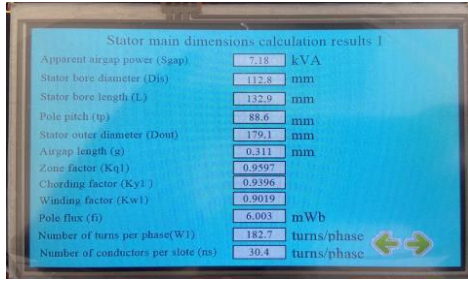 Stator main dimensions calculation results 1
Apparent airgap power (Sgap) 7.18 kVA
Stator bore diameter (Dis) 112.8 mm
Stator bore length (L) 132.9 mm
Pole pitch (tp) 88.6 mm
Stator outer diameter (Dout) 179.1 mm
Airgap length (g) 0.311 mm
Zone factor (Kq1) 0.9597
Chording factor (Ky1 ) 0.9396
Winding factor (Kw1) 0.9019
Pole flux (fi) 6.003 mWb
Number of turns per phase(W1) 182.7 turns/phase
Number of conductors per slote (ns) 30.4 turns/phase